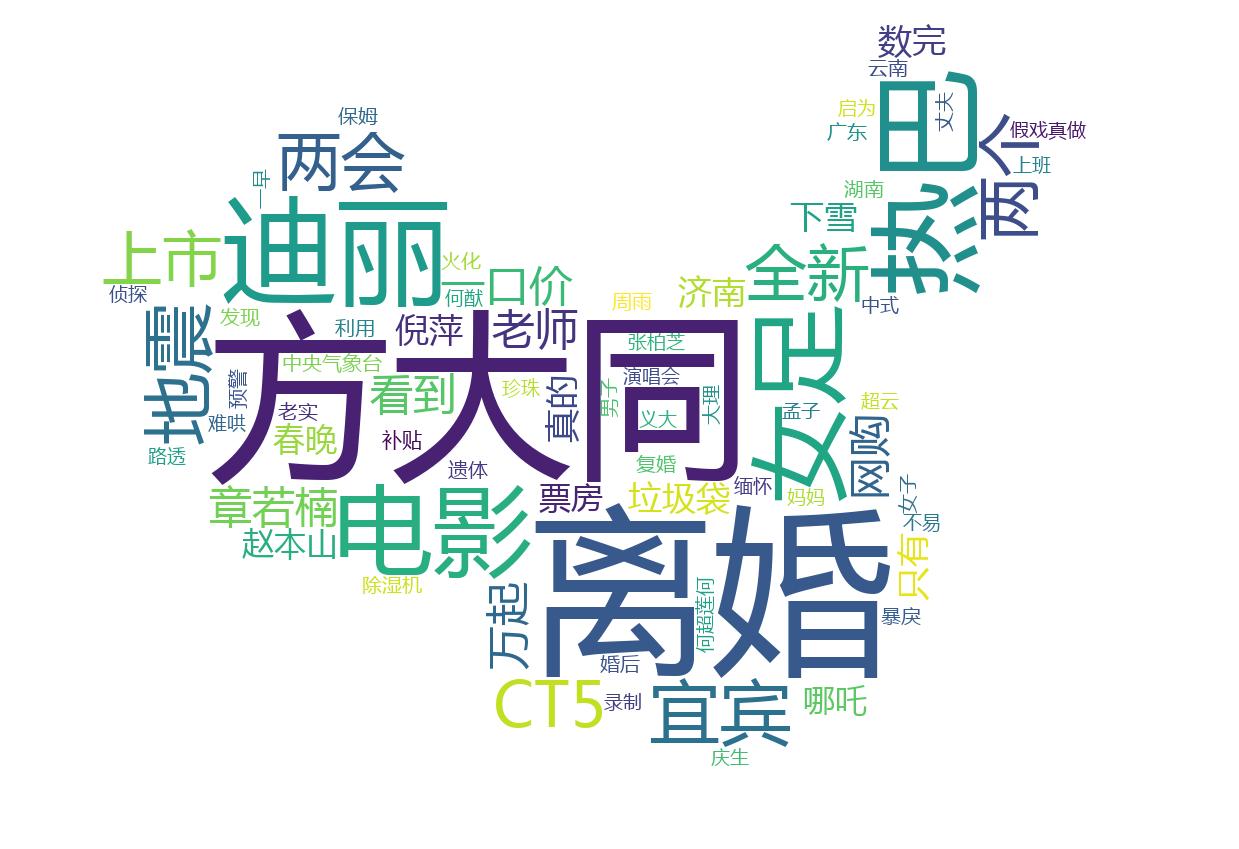 数完
云南
巴
丈夫
启为
广东
假戏真做
个
上班
保姆
两会
一早
湖南
热
两
下雪
迪丽
上市
全新
火化
一口价
何猷
济南
周雨
侦探
中式
发现
利用
倪萍
老师
地震
方大同
女足
张柏芝
中央气象台
演唱会
预警
看到
珍珠
真的
男子
大理
老实
补贴
义大
孟子
超云
难哄
春晚
网购
路透
遗体
复婚
缅怀
妈妈
女子
章若楠
电影
票房
垃圾袋
赵本山
不易
离婚
只有
除湿机
万起
何超莲何
暴戾
婚后
CT5
录制
宜宾
哪吒
庆生